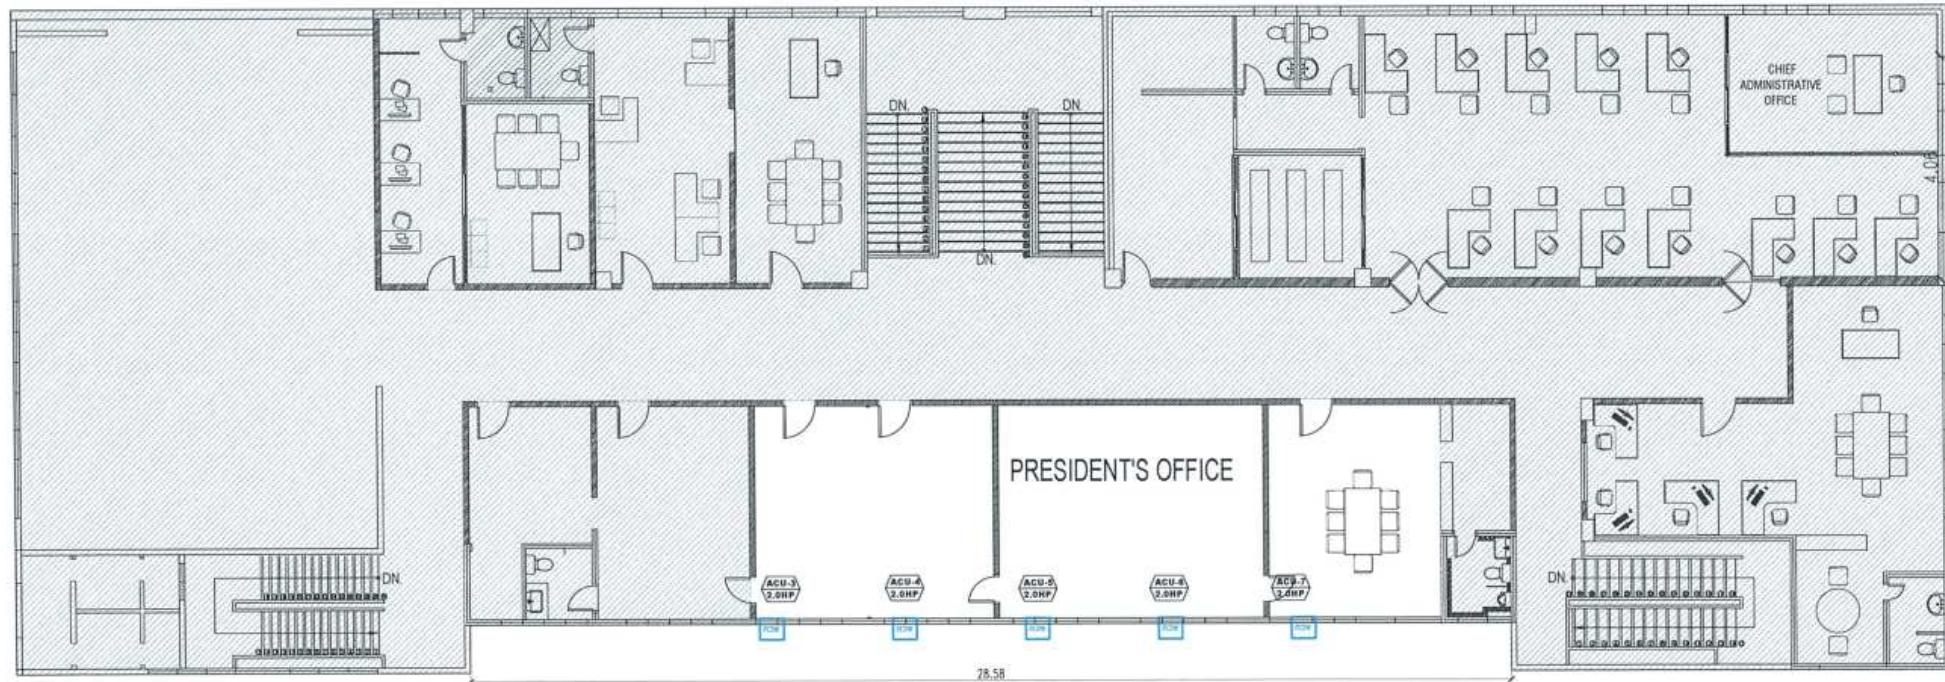 DN.
DN.
CHIEF
ADMINISTRATIVE
OFFICE
4.06
DN.
PRESIDENT'S OFFICE
ACU-3
2.0HP
ACU-4
2.0HP
ACU-5
2.0HP
ACU-6
2.0HP
ACU-7
2.0HP
DN.
DN.
28.58